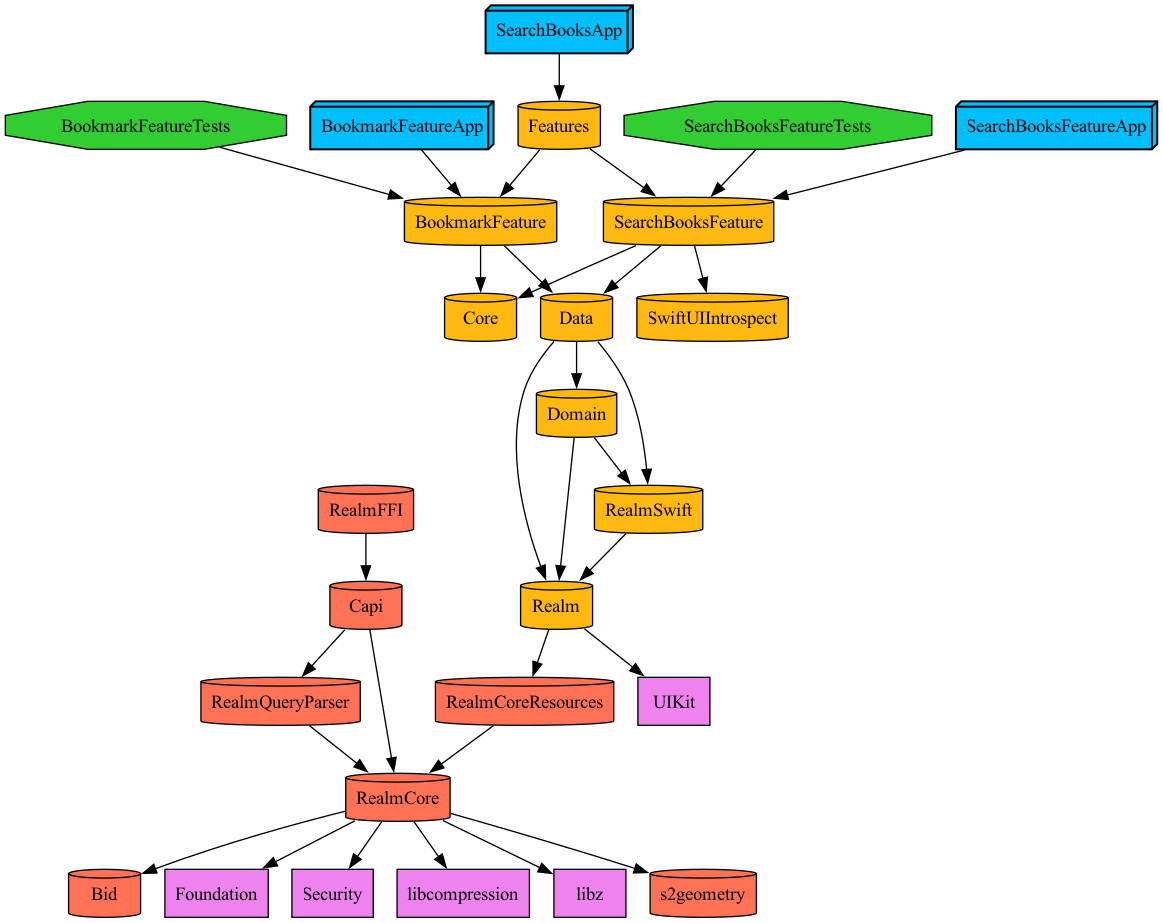 SearchBooksApp
BookmarkFeatureTests
BookmarkFeatureApp
Features
SearchBooksFeatureTests
SearchBooksFeatureApp
BookmarkFeature
SearchBooksFeature
Core
Data
SwiftUIIntrospect
Domain
RealmFFI
RealmSwift
Capi
Realm
RealmQueryParser
RealmCoreResources
UIKit
RealmCore
Bid
Foundation
Security
libcompression
libz
s2geometry